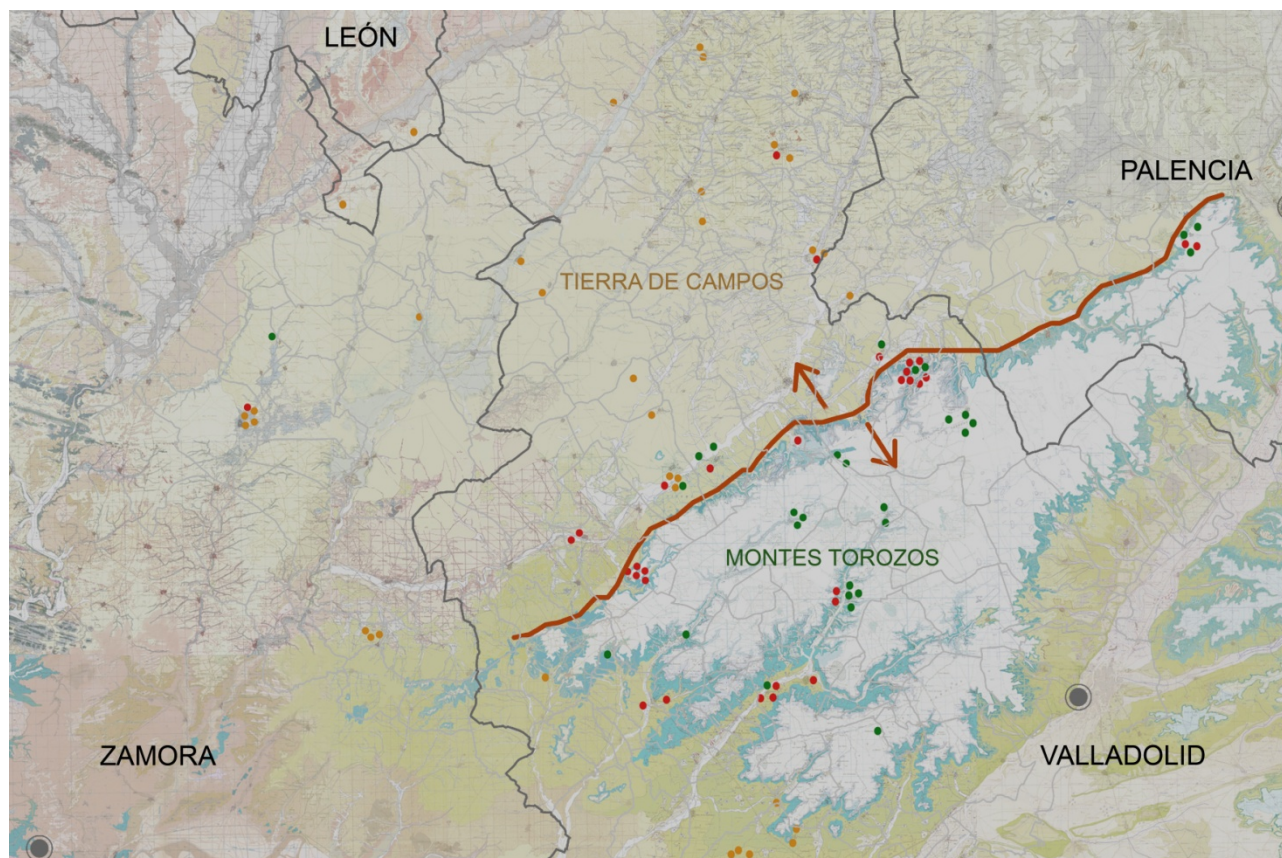 LEÓN
PALENCIA
TIERRA DE CAMPOS
MONTES TOROZOS
ZAMORA
VALLADOLID